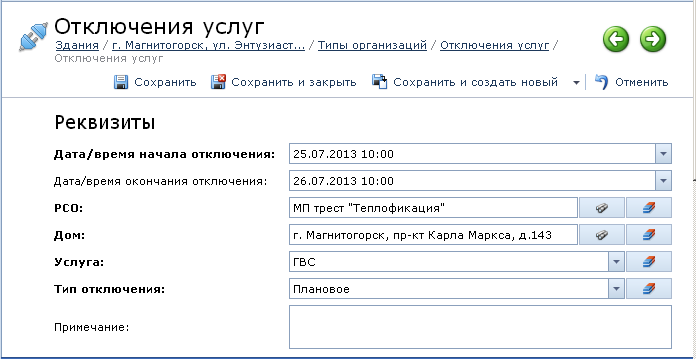 Отключения услуг
Здания / г. Магнитогорск, ул. Энтузиаст... / Типы организаций / Отключения услуг /
Отключения услуг
Сохранить Сохранить и закрыть Сохранить и создать новый Отменить
Реквизиты
Дата/время начала отключения: 25.07.2013 10:00
Дата/время окончания отключения: 26.07.2013 10:00
РСО: МП трест "Теплофикация"
Дом: г. Магнитогорск, пр-кт Карла Маркса, д.143
Услуга: ГВС
Тип отключения: Плановое
Примечание: